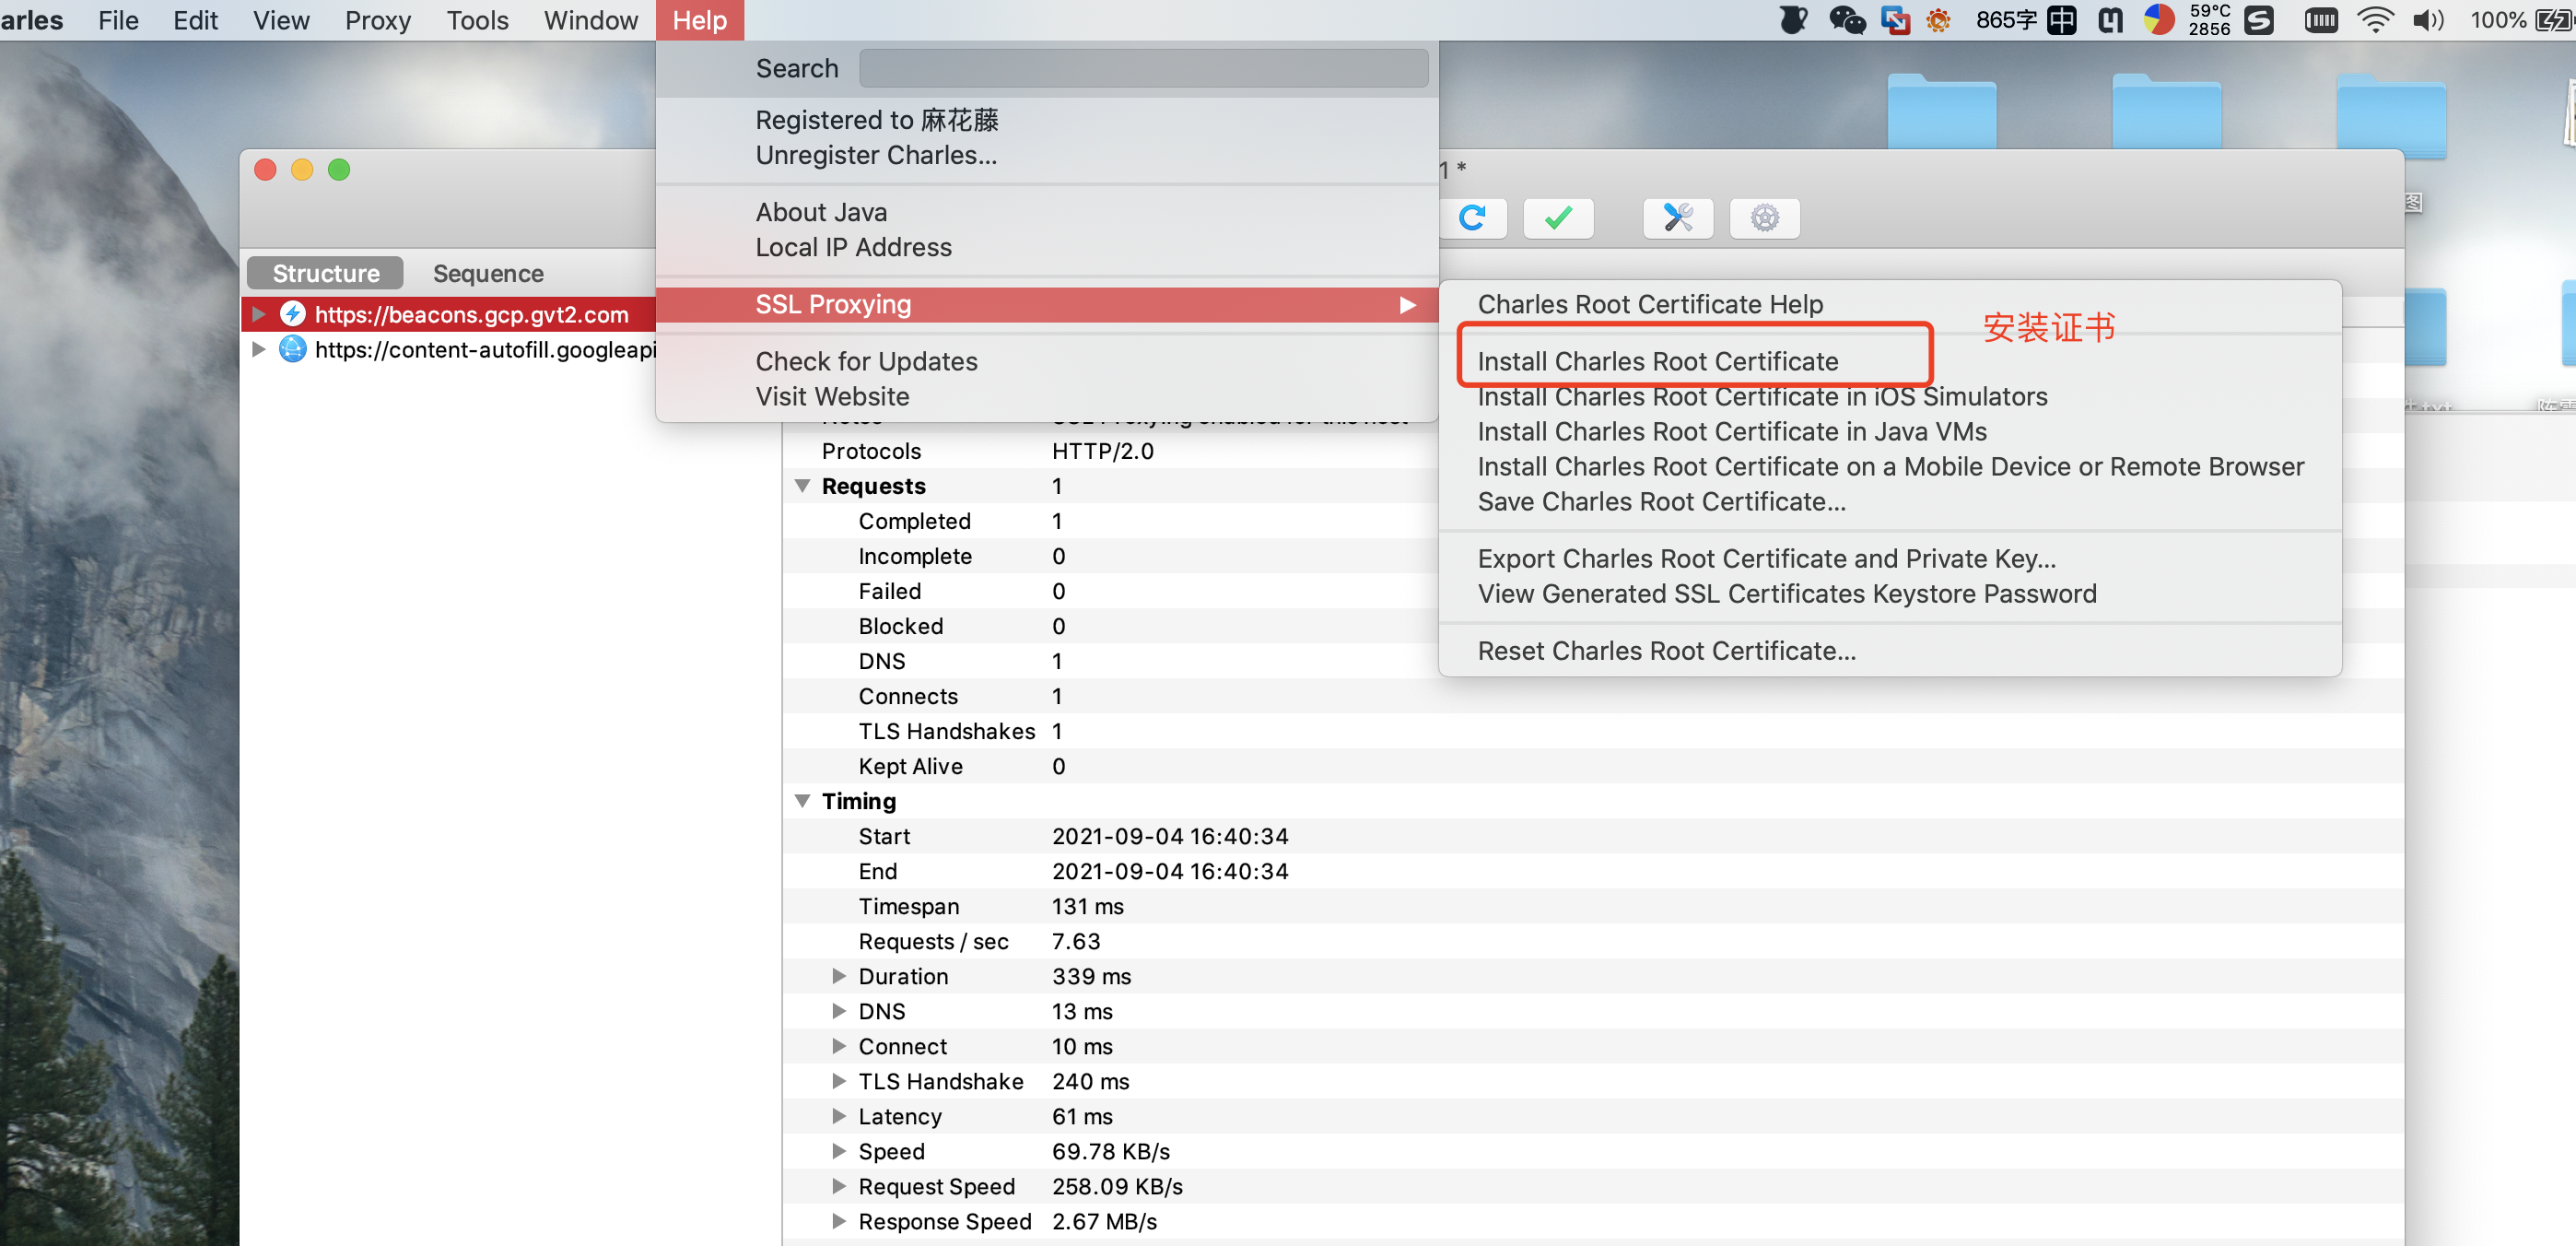 arles File Edit View Proxy Tools Window Help 865字 中 59°C 2856 100%
Search
Registered to 麻花藤
Unregister Charles...
About Java
Local IP Address
SSL Proxying
Check for Updates
Visit Website
1 *
Structure Sequence
https://beacons.gcp.gvt2.com
https://content-autofill.googleapi
Charles Root Certificate Help
安装证书
Install Charles Root Certificate
Install Charles Root Certificate in iOS Simulators
Install Charles Root Certificate in Java VMs
Install Charles Root Certificate on a Mobile Device or Remote Browser
Save Charles Root Certificate...
Export Charles Root Certificate and Private Key...
View Generated SSL Certificates Keystore Password
Reset Charles Root Certificate...
图
Notes SSL Proxying enabled for this host
Protocols HTTP/2.0
Requests 1
Completed 1
Incomplete 0
Failed 0
Blocked 0
DNS 1
Connects 1
TLS Handshakes 1
Kept Alive 0
Timing
Start 2021-09-04 16:40:34
End 2021-09-04 16:40:34
Timespan 131 ms
Requests / sec 7.63
Duration 339 ms
DNS 13 ms
Connect 10 ms
TLS Handshake 240 ms
Latency 61 ms
Speed 69.78 KB/s
Request Speed 258.09 KB/s
Response Speed 2.67 MB/s